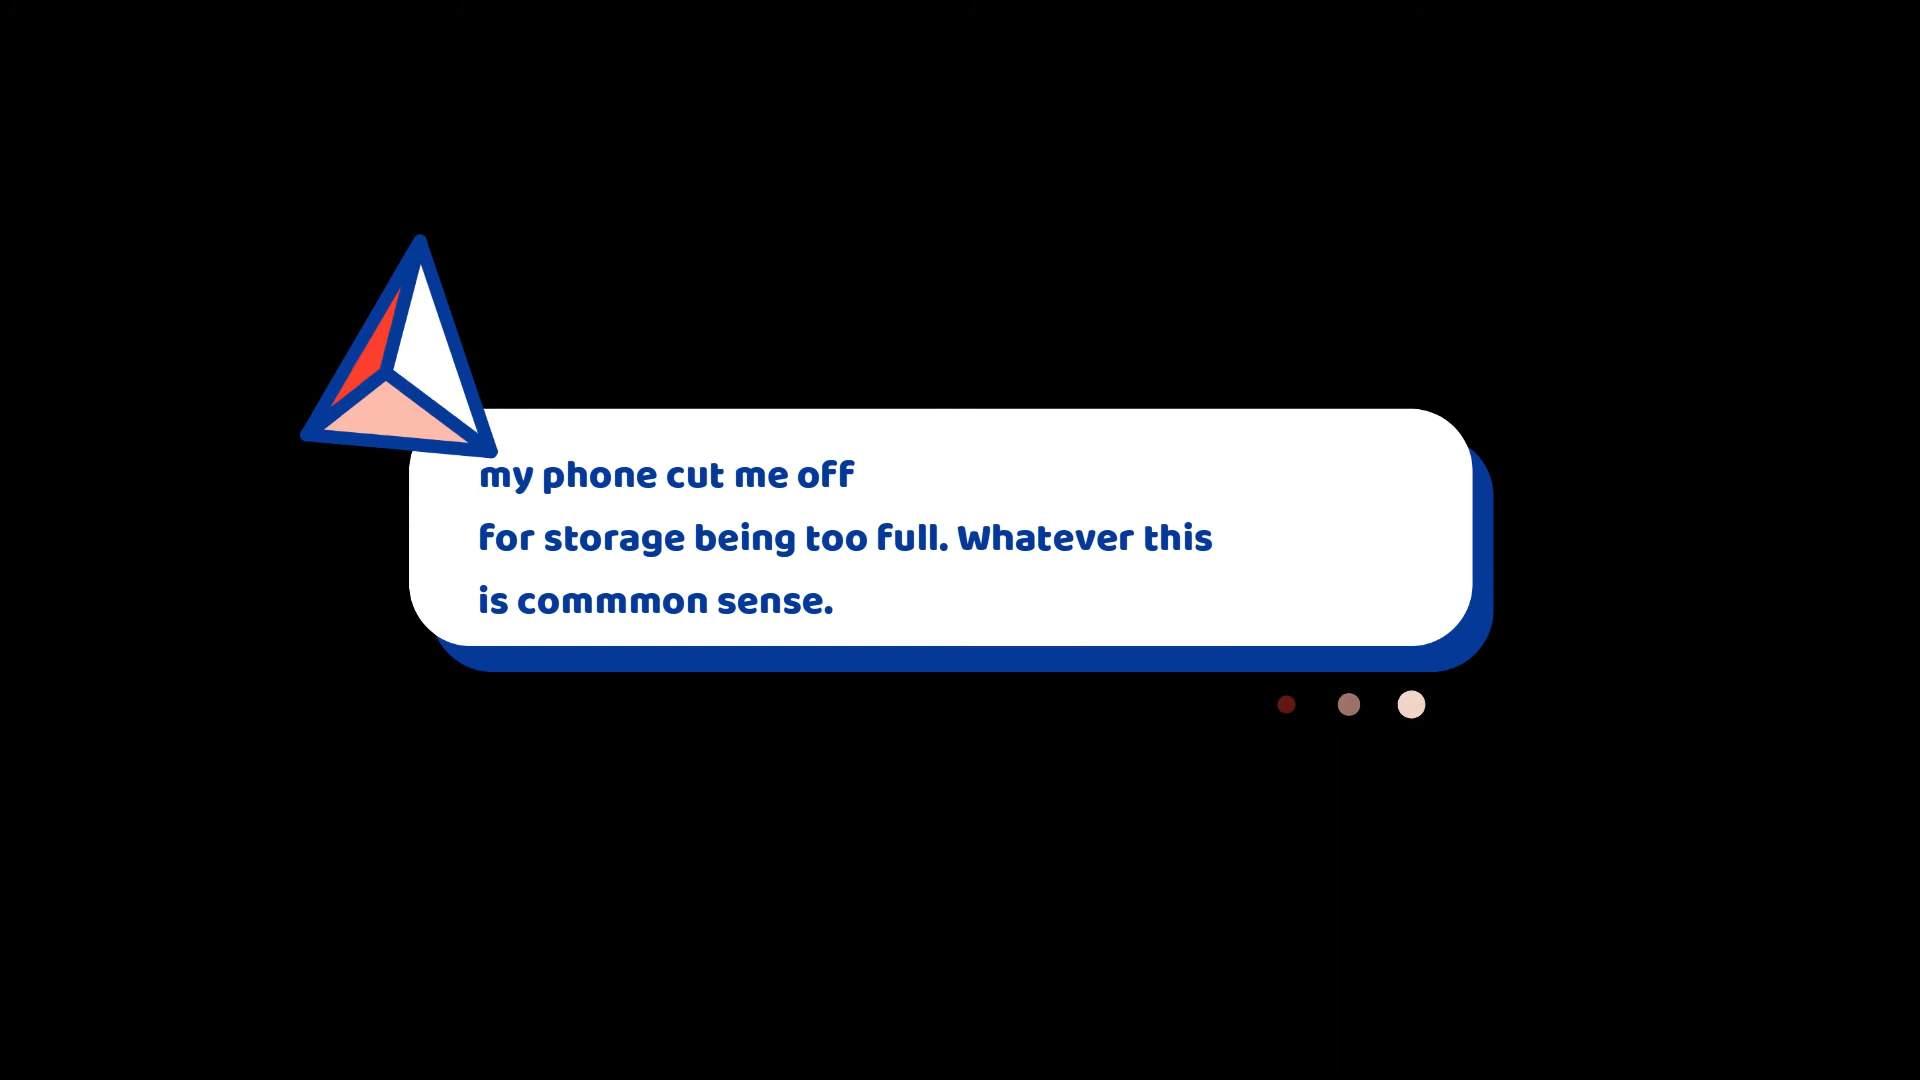 my phone cut me off
for storage being too full. Whatever this
is commmon sense.